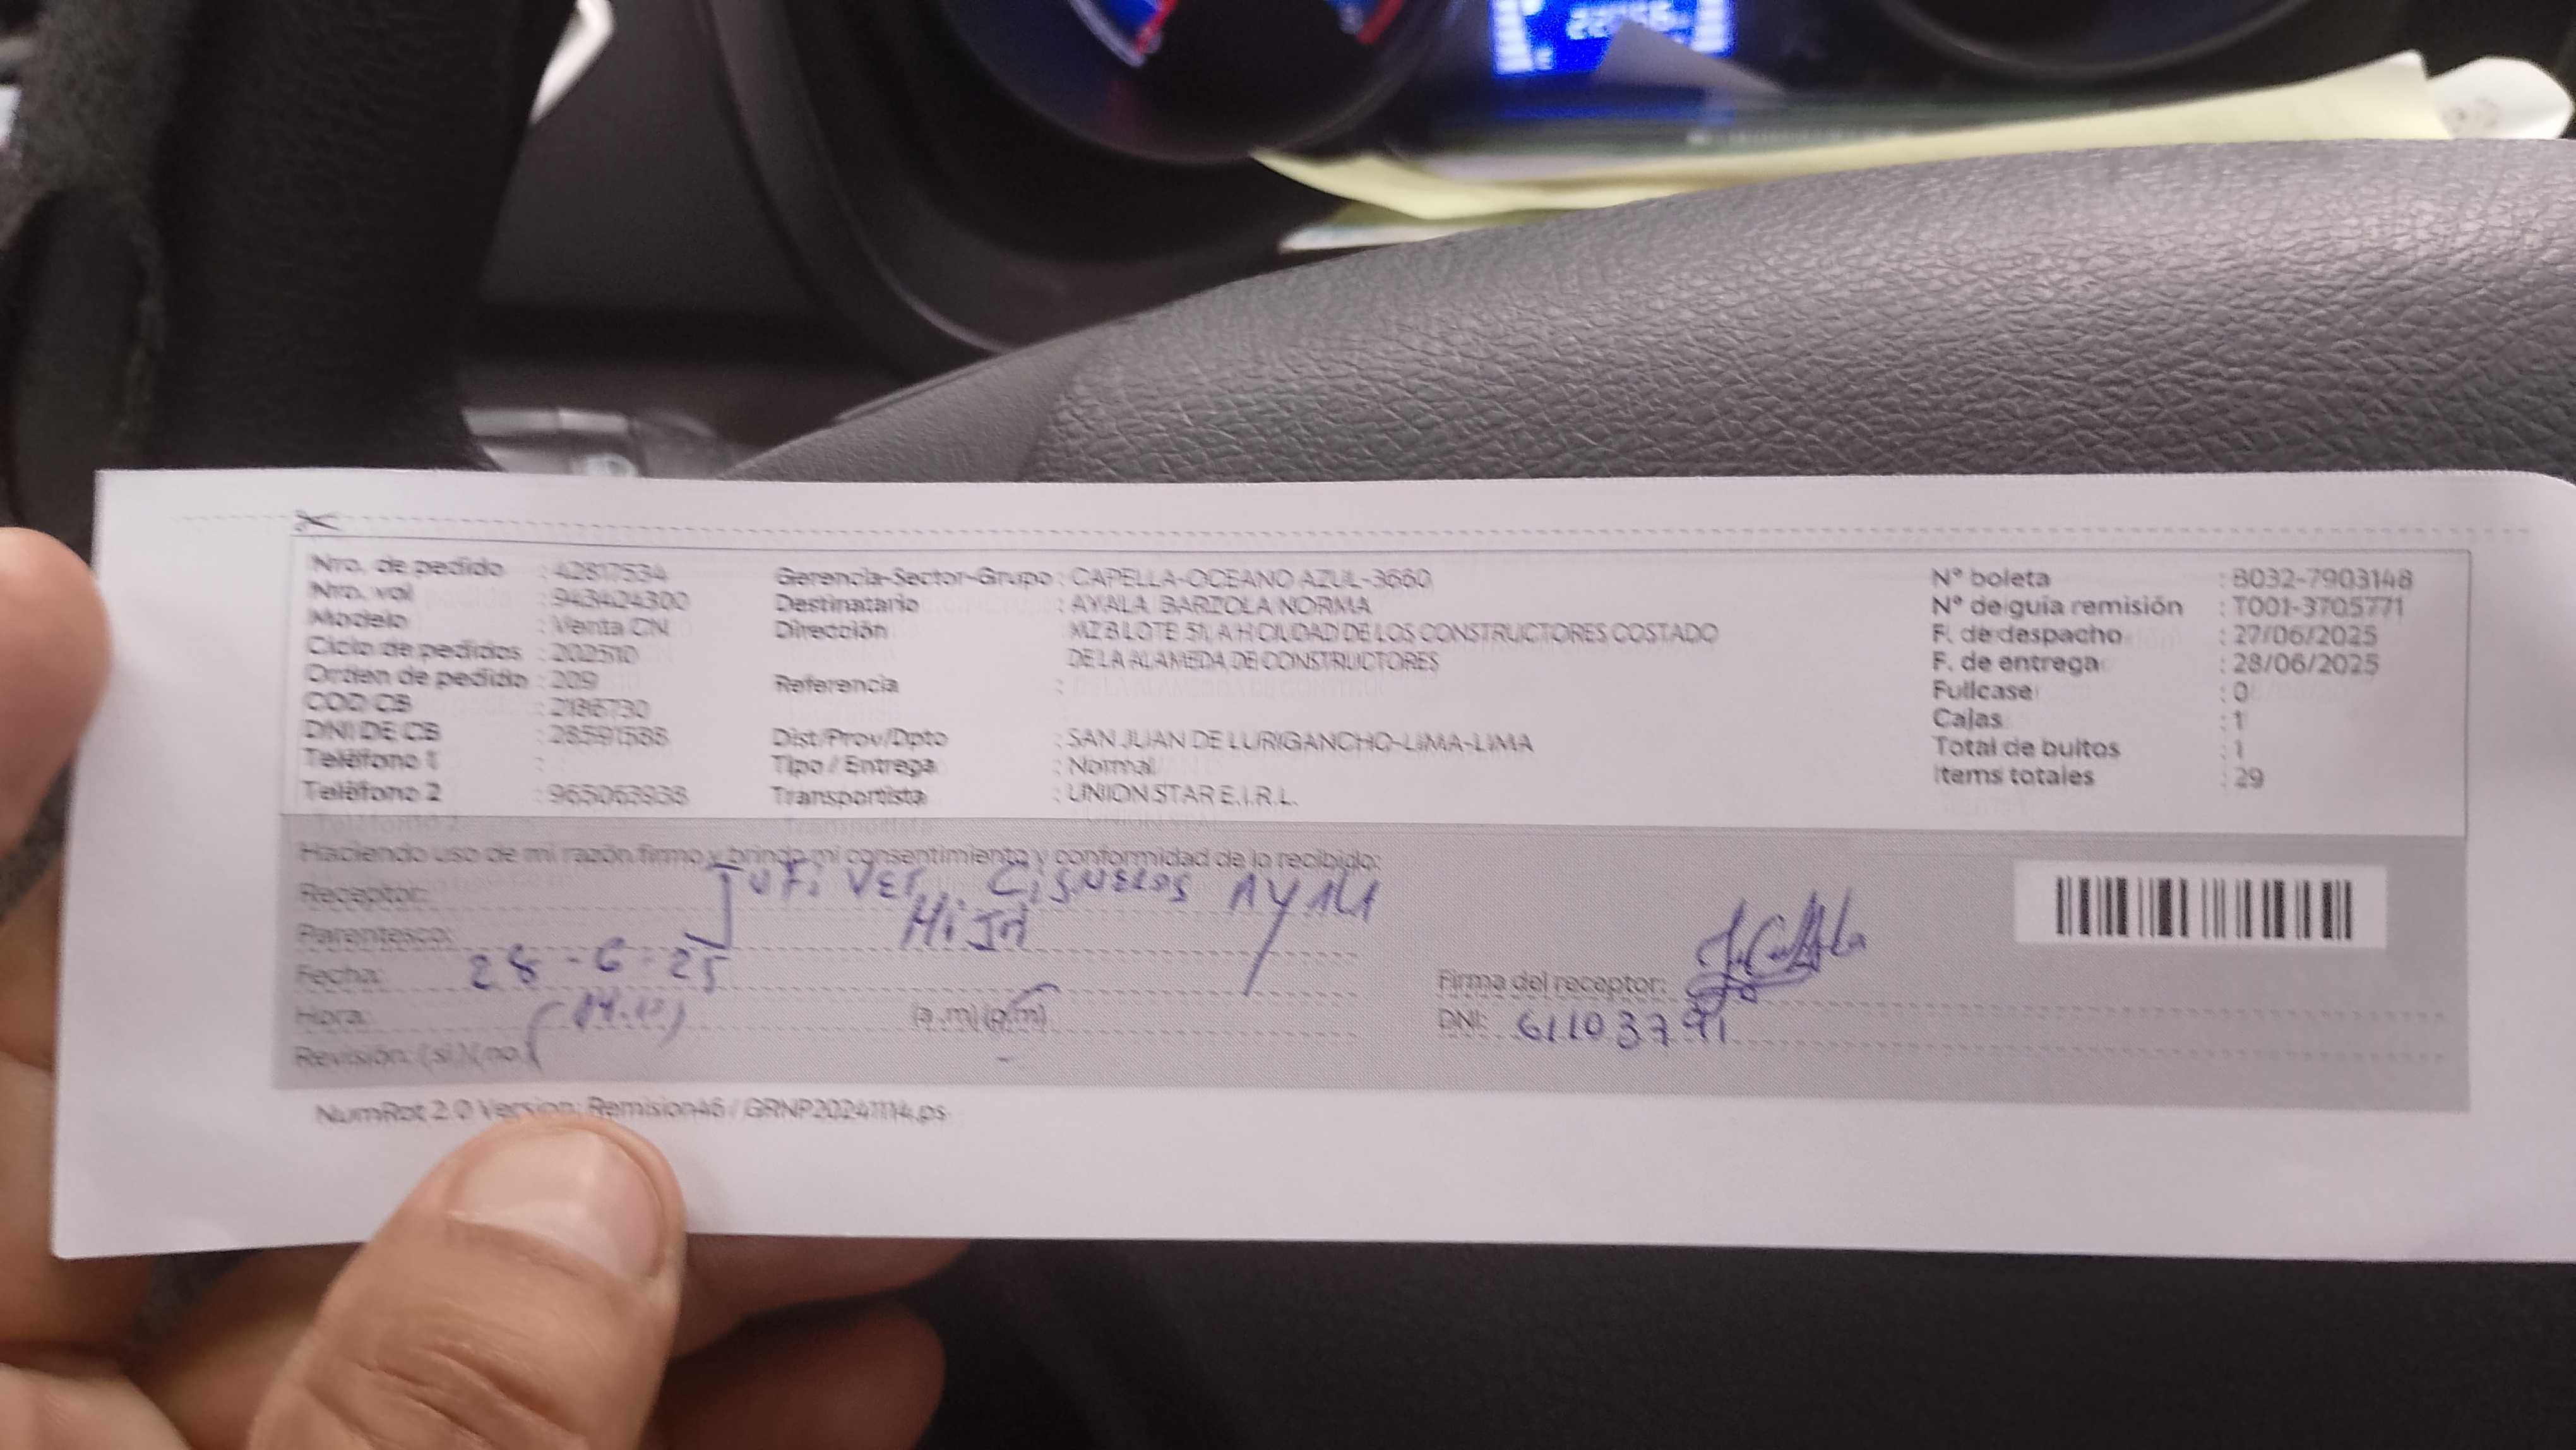 Nro. de pedido : 42817534
Nro. vol : 943424300
Modelo : Venta CN
Ciclo de pedidos : 202510
Orden de pedido : 209
COD CB : 2186730
DNI DE CB : 28591588
Teléfono 1 :
Teléfono 2 : 965063938
Gerencia-Sector-Grupo : CAPELLA-OCEANO AZUL-3660
Destinatario : AYALA BARZOLA NORMA
Dirección MZ B LOTE 51, A H CIUDAD DE LOS CONSTRUCTORES COSTADO
DE LA ALAMEDA DE CONSTRUCTORES
Referencia :
Dist/Prov/Dpto : SAN JUAN DE LURIGANCHO-LIMA-LIMA
Tipo / Entrega : Normal
Transportista : UNION STAR E.I.R.L.
N° boleta : B032-7903148
N° de guía remisión : T001-3705771
F. de despacho : 27/06/2025
F. de entrega : 28/06/2025
Fullcase : 0
Cajas : 1
Total de bultos : 1
Items totales : 29
Haciendo uso de mi razón firmo y brindo mi consentimiento y conformidad de lo recibido:
Receptor: AYALA
Parentesco: HiJA
Fecha: 28-6-25
Hora: (a.m) (p.m)
Revisión: (si) (no)
Firma del receptor:
DNI: 61103791
NumRot 2.0 Version: Remision46 / GRNP20241114.ps